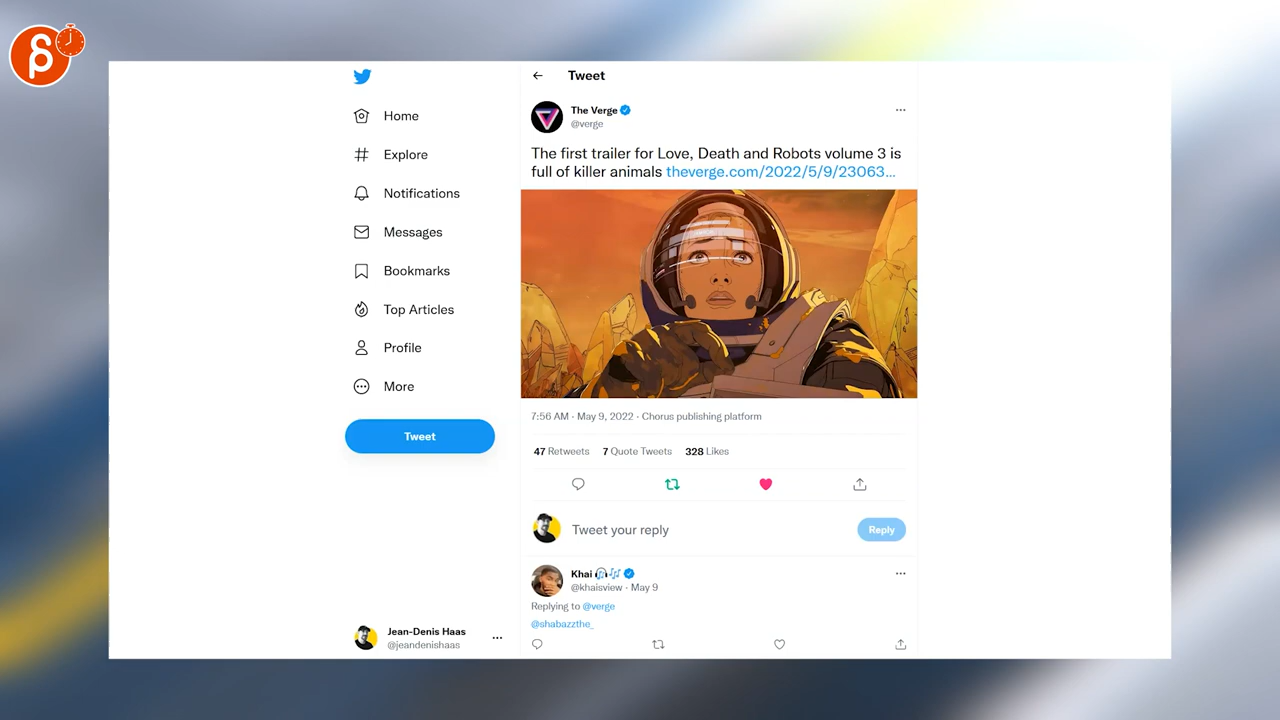 Home
Explore
Notifications
Messages
Bookmarks
Top Articles
Profile
More
Tweet
Jean-Denis Haas
@jeandenishaas
Tweet
The Verge
@verge
The first trailer for Love, Death and Robots volume 3 is
full of killer animals theverge.com/2022/5/9/23063...
7:56 AM · May 9, 2022 · Chorus publishing platform
47 Retweets 7 Quote Tweets 328 Likes
Tweet your reply
Reply
Khai
@khaisview · May 9
Replying to @verge
@shabazzthe_